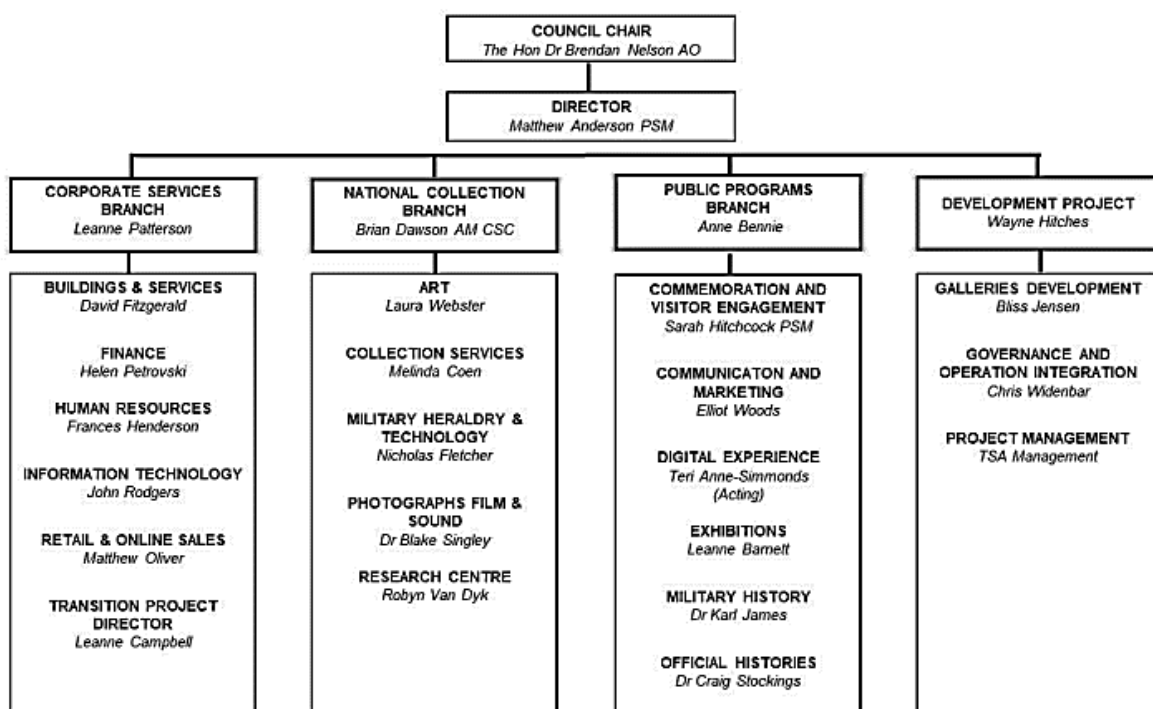 COUNCIL CHAIR
The Hon Dr Brendan Nelson AO
DIRECTOR
Matthew Anderson PSM
CORPORATE SERVICES
BRANCH
Leanne Patterson
BUILDINGS & SERVICES
David Fitzgerald
FINANCE
Helen Petrovski
HUMAN RESOURCES
Frances Henderson
INFORMATION TECHNOLOGY
John Rodgers
RETAIL & ONLINE SALES
Matthew Oliver
TRANSITION PROJECT
DIRECTOR
Leanne Campbell
NATIONAL COLLECTION
BRANCH
Brian Dawson AM CSC
ART
Laura Webster
COLLECTION SERVICES
Melinda Coen
MILITARY HERALDRY &
TECHNOLOGY
Nicholas Fletcher
PHOTOGRAPHS FILM &
SOUND
Dr Blake Singley
RESEARCH CENTRE
Robyn Van Dyk
PUBLIC PROGRAMS
BRANCH
Anne Bennie
COMMEMORATION AND
VISITOR ENGAGEMENT
Sarah Hitchcock PSM
COMMUNICATON AND
MARKETING
Elliot Woods
DIGITAL EXPERIENCE
Teri Anne-Simmonds
(Acting)
EXHIBITIONS
Leanne Barnett
MILITARY HISTORY
Dr Karl James
OFFICIAL HISTORIES
Dr Craig Stockings
DEVELOPMENT PROJECT
Wayne Hitches
GALLERIES DEVELOPMENT
Bliss Jensen
GOVERNANCE AND
OPERATION INTEGRATION
Chris Widenbar
PROJECT MANAGEMENT
TSA Management